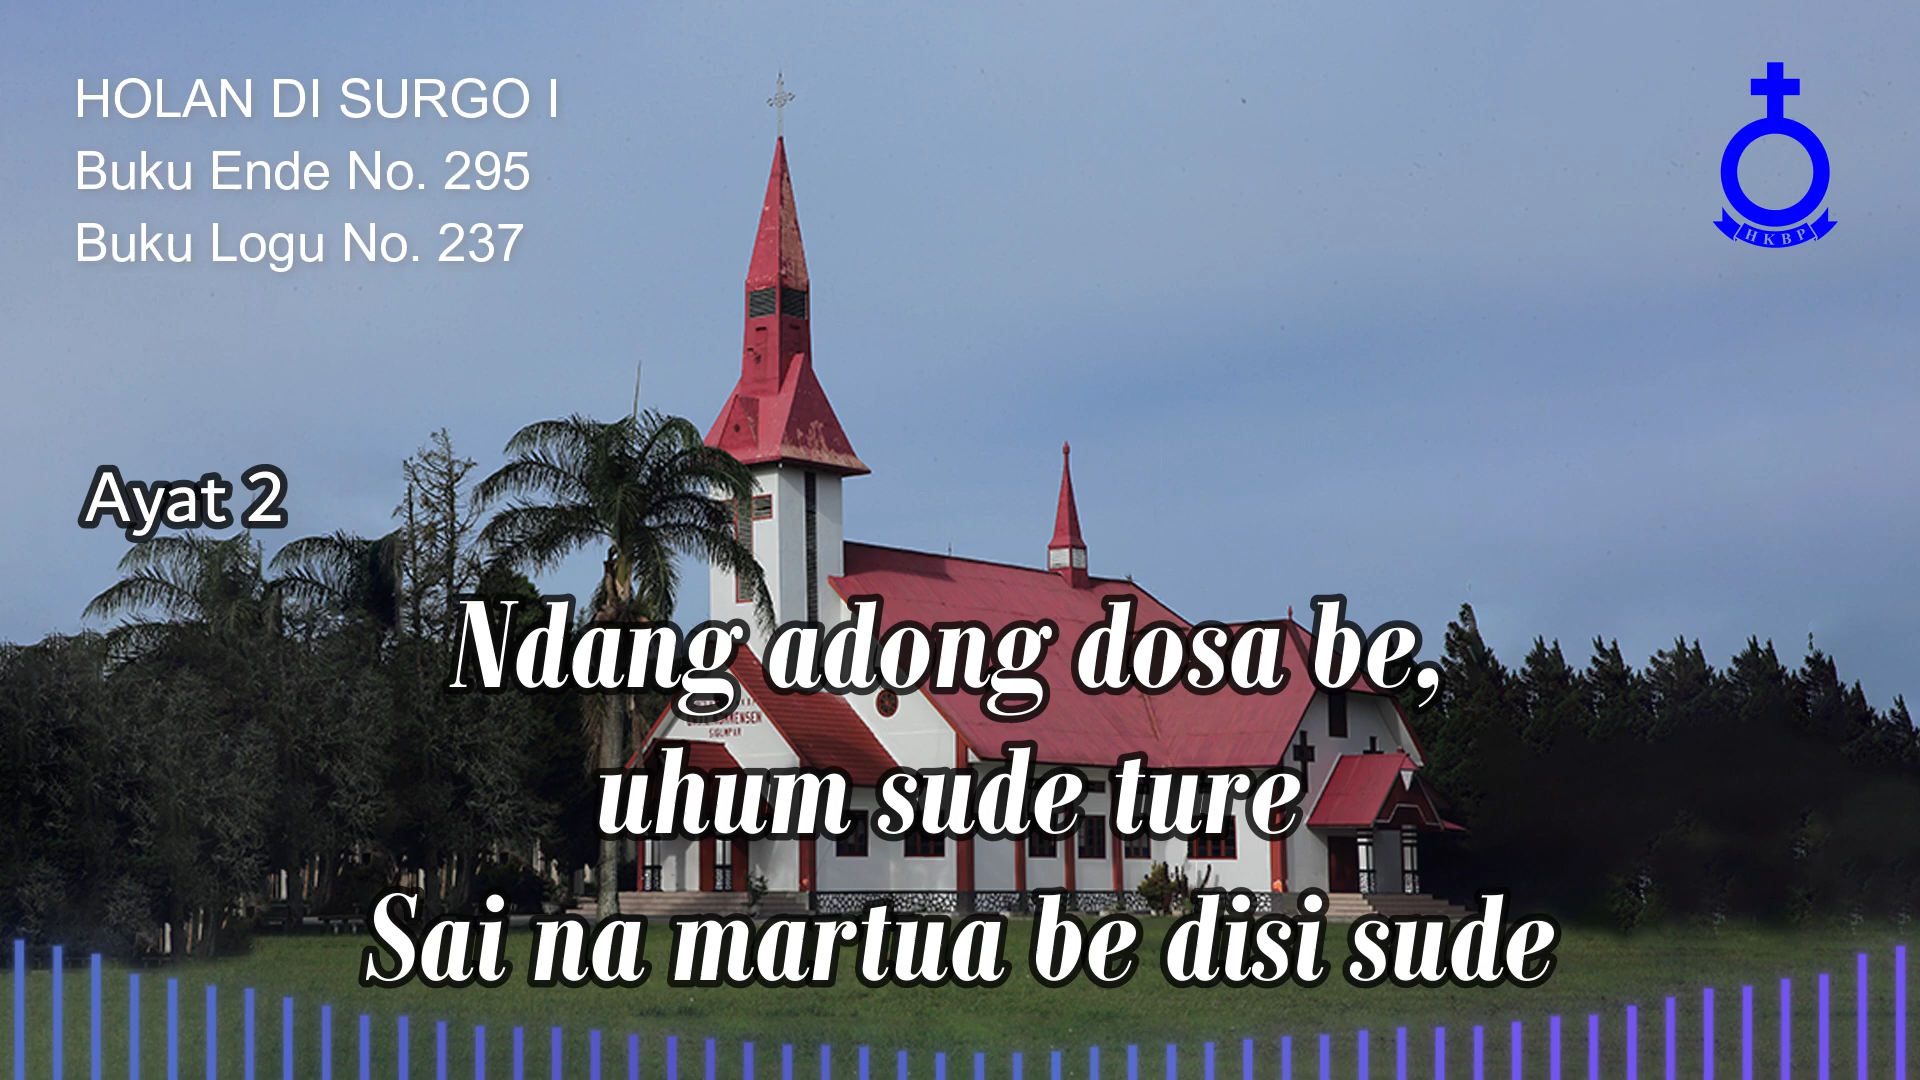 HOLAN DI SURGO I
Buku Ende No. 295
Buku Logu No. 237
HKBP
Ayat 2
Ndang adong dosa be,
uhum sude ture
SIGUMPAR
Sai na martua be disi sude